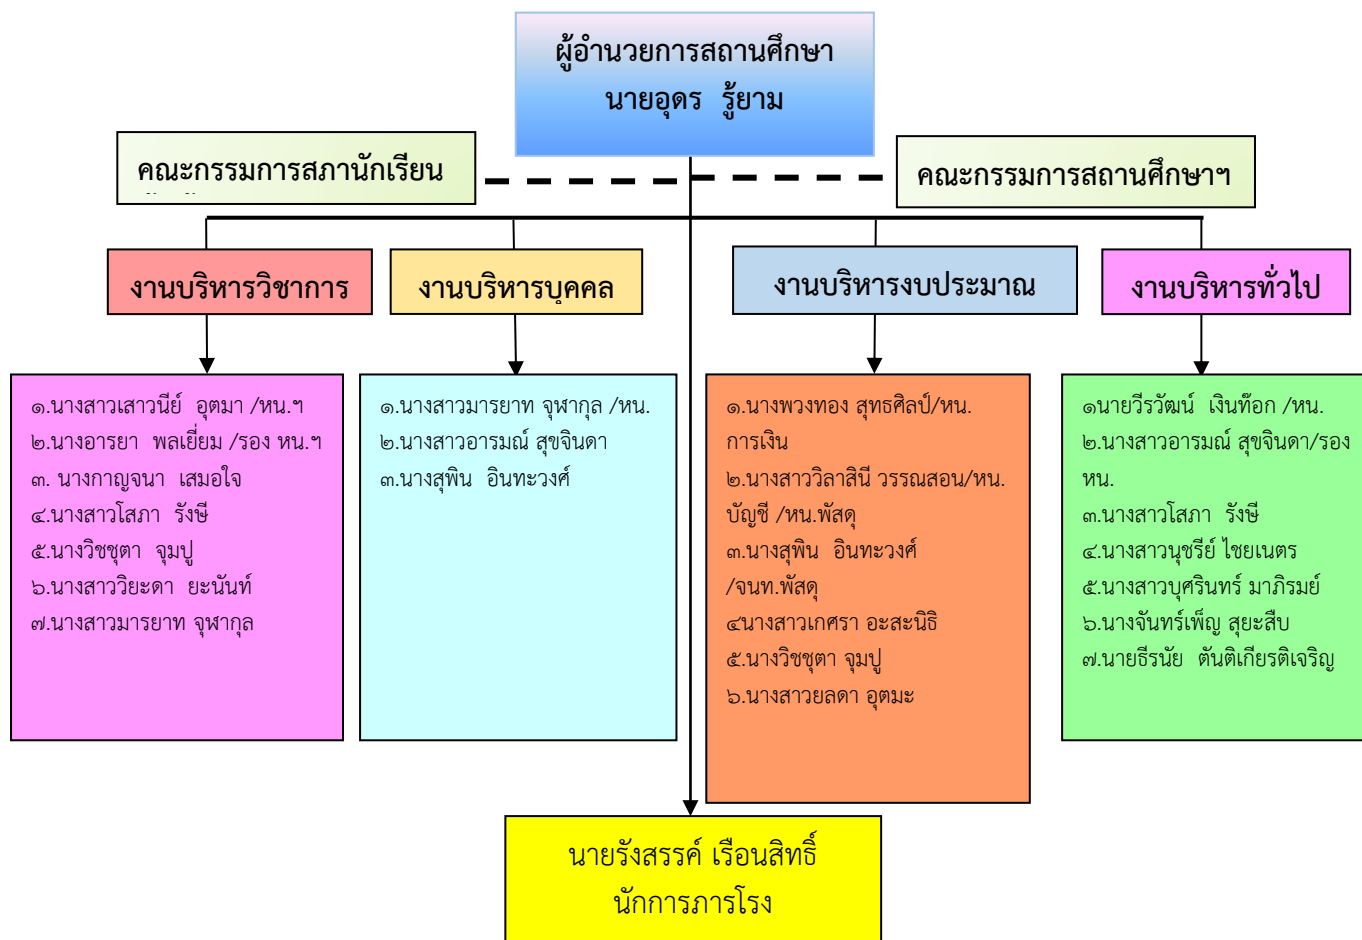 ผู้อำนวยการสถานศึกษา
นายอุดร  รู้ยาม
คณะกรรมการสภานักเรียน
คณะกรรมการสถานศึกษาฯ
งานบริหารวิชาการ
งานบริหารบุคคล
งานบริหารงบประมาณ
งานบริหารทั่วไป
๑.นางสาวเสาวนีย์  อุตมา /หน.ฯ
๒.นางอารยา  พลเยี่ยม /รอง หน.ฯ
๓. นางกาญจนา  เสมอใจ
๔.นางสาวโสภา  รังษี
๕.นางวิชชุตา  จุมปู
๖.นางสาววิยะดา  ยะนันท์
๗.นางสาวมารยาท จุฬากุล
๑.นางสาวมารยาท จุฬากุล /หน.
๒.นางสาวอารมณ์ สุขจินดา
๓.นางสุพิน  อินทะวงศ์
๑.นางพวงทอง สุทธศิลป์/หน.
การเงิน
๒.นางสาววิลาสินี วรรณสอน/หน.
บัญชี /หน.พัสดุ
๓.นางสุพิน  อินทะวงศ์
/จนท.พัสดุ
๔นางสาวเกศรา อะสะนิธิ
๕.นางวิชชุตา จุมปู
๖.นางสาวยลดา อุตมะ
๑นายวีรวัฒน์  เงินท๊อก /หน.
๒.นางสาวอารมณ์ สุขจินดา/รอง
หน.
๓.นางสาวโสภา  รังษี
๔.นางสาวนุชรีย์ ไชยเนตร
๕.นางสาวบุศรินทร์ มาภิรมย์
๖.นางจันทร์เพ็ญ สุยะสืบ
๗.นายธีรนัย  ตันติเกียรติเจริญ
นายรังสรรค์ เรือนสิทธิ์
นักการภารโรง